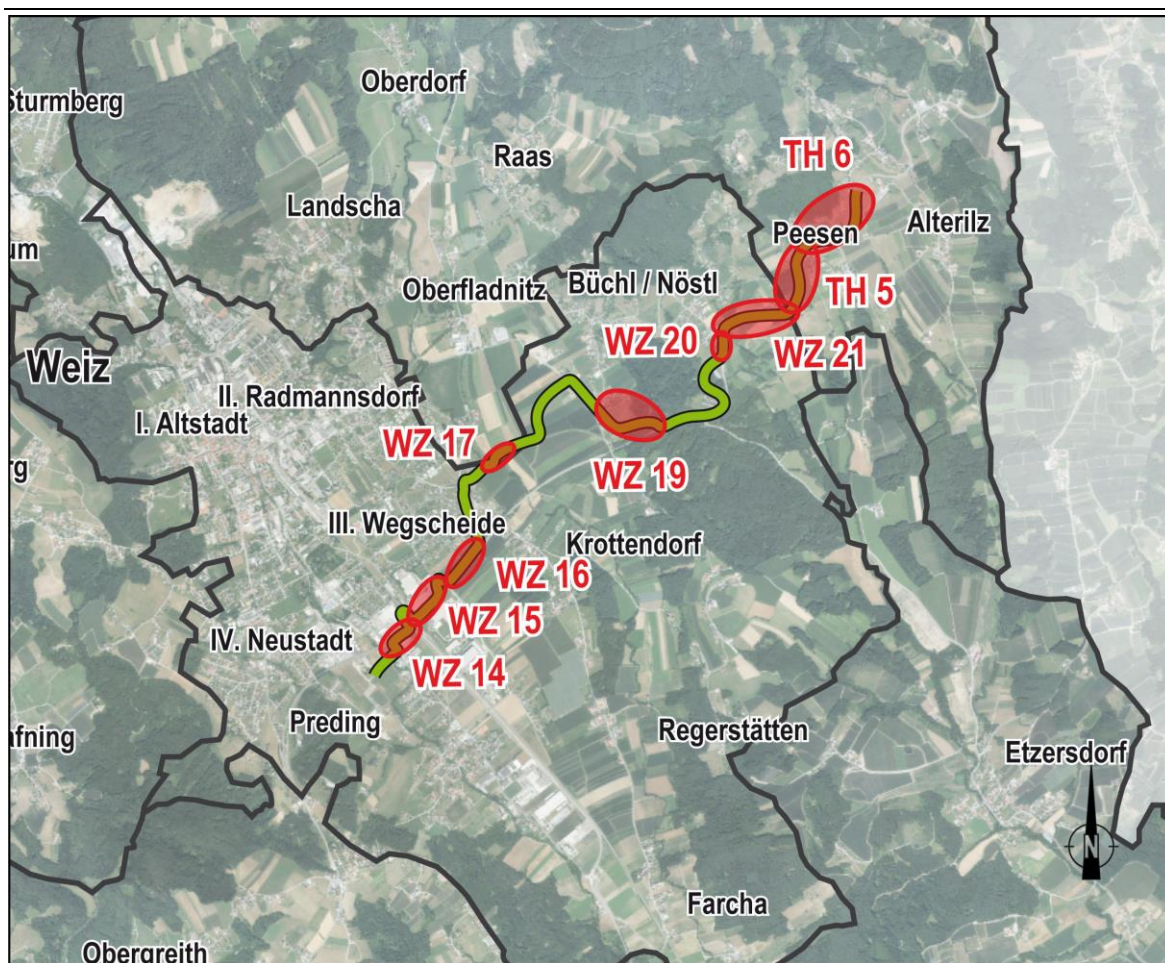 Oberdorf
Sturmberg
TH 6
Raas
Landscha
Alterilz
Peesen
um
Büchl / Nöstl
Oberfladnitz
TH 5
WZ 20
WZ 21
Weiz
II. Radmannsdorf
I. Altstadt
WZ 17
rg
WZ 19
III. Wegscheide
Krottendorf
WZ 16
WZ 15
IV. Neustadt
WZ 14
Preding
Regerstätten
afning
Etzersdorf
N
Farcha
Obergreith